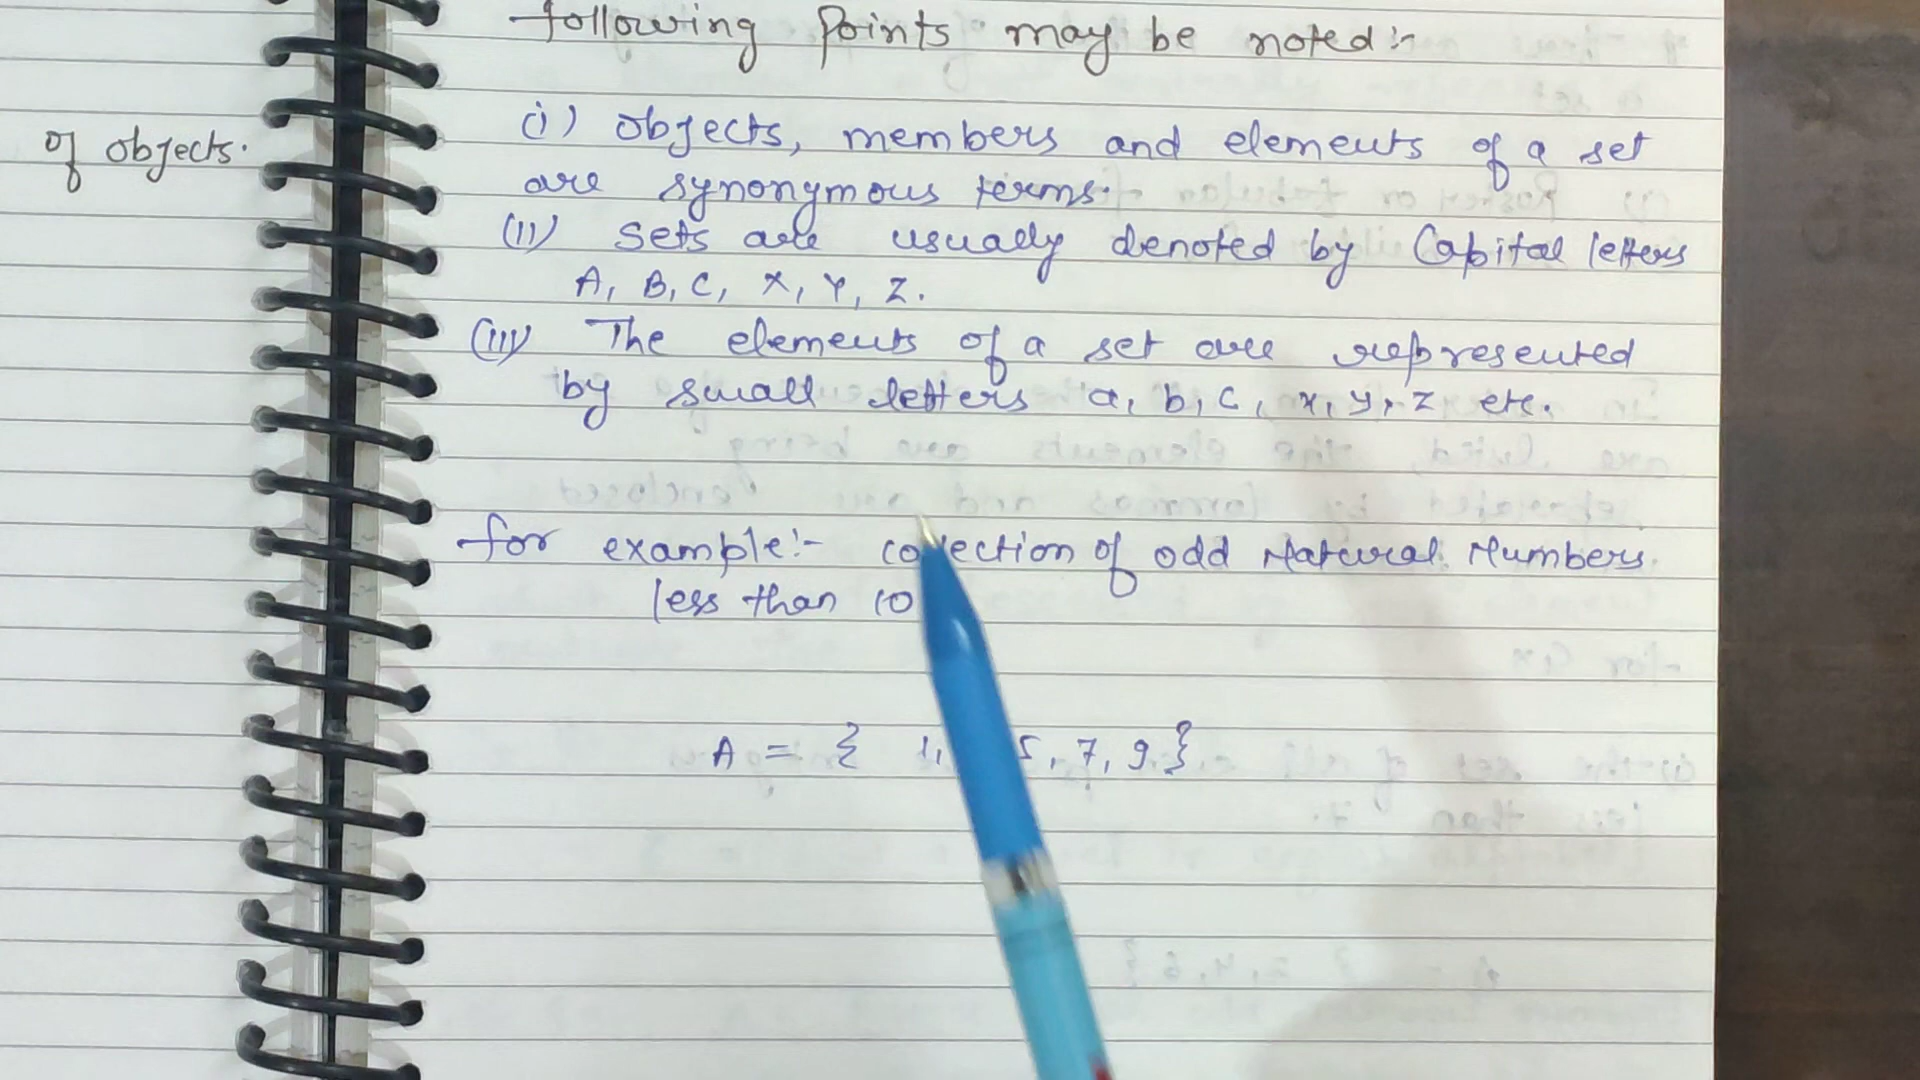 of objects.
following points may be noted:-
(i) objects, members and elements of a set
are synonymous terms.
(ii) Sets are usually denoted by Capital letters
A, B, C, X, Y, Z.
(iii) The elements of a set are represented
by small letters a, b, c, x, y, z etc.
for example:- collection of odd Natural Numbers.
less than 10
A = { 1, 5, 7, 9. }